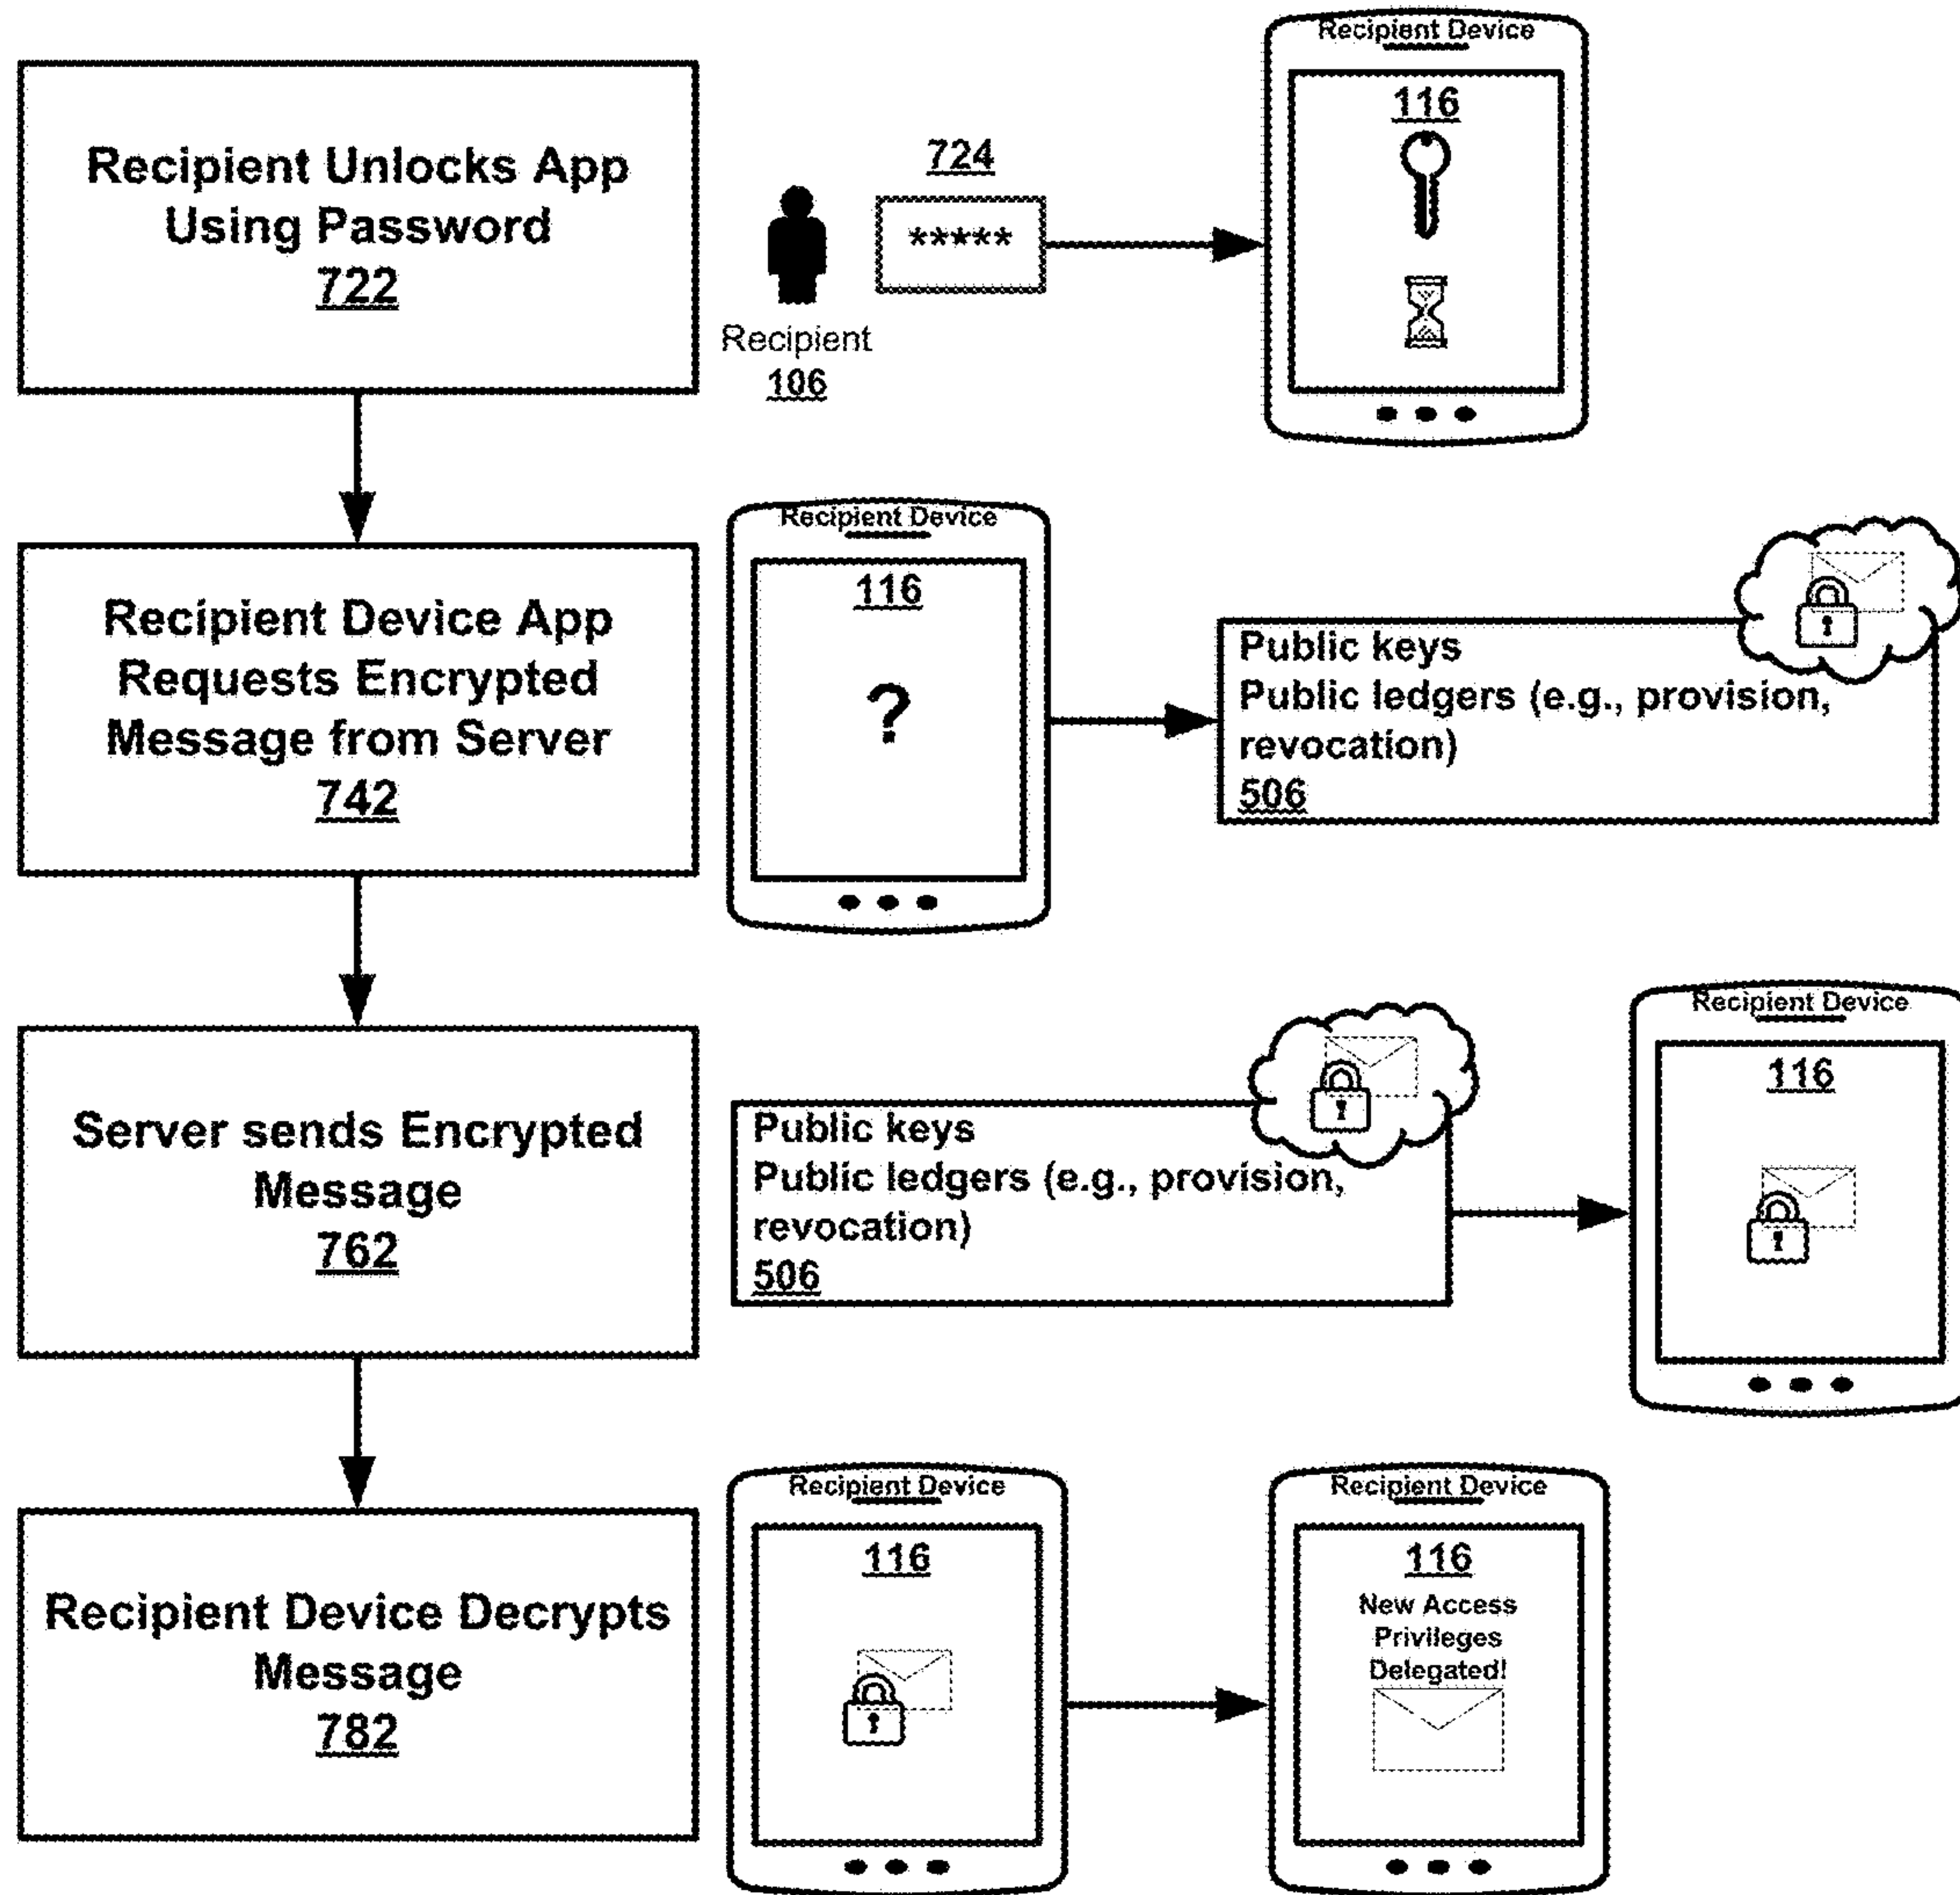 Recipient Unlocks App
Using Password
722
Recipient
106
724
*****
Recipient Device
116
Recipient Device App
Requests Encrypted
Message from Server
742
Recipient Device
116
?
Public keys
Public ledgers (e.g., provision,
revocation)
506
Server sends Encrypted
Message
762
Public keys
Public ledgers (e.g., provision,
revocation)
506
Recipient Device
116
Recipient Device Decrypts
Message
782
Recipient Device
116
Recipient Device
116
New Access
Privileges
Delegated!